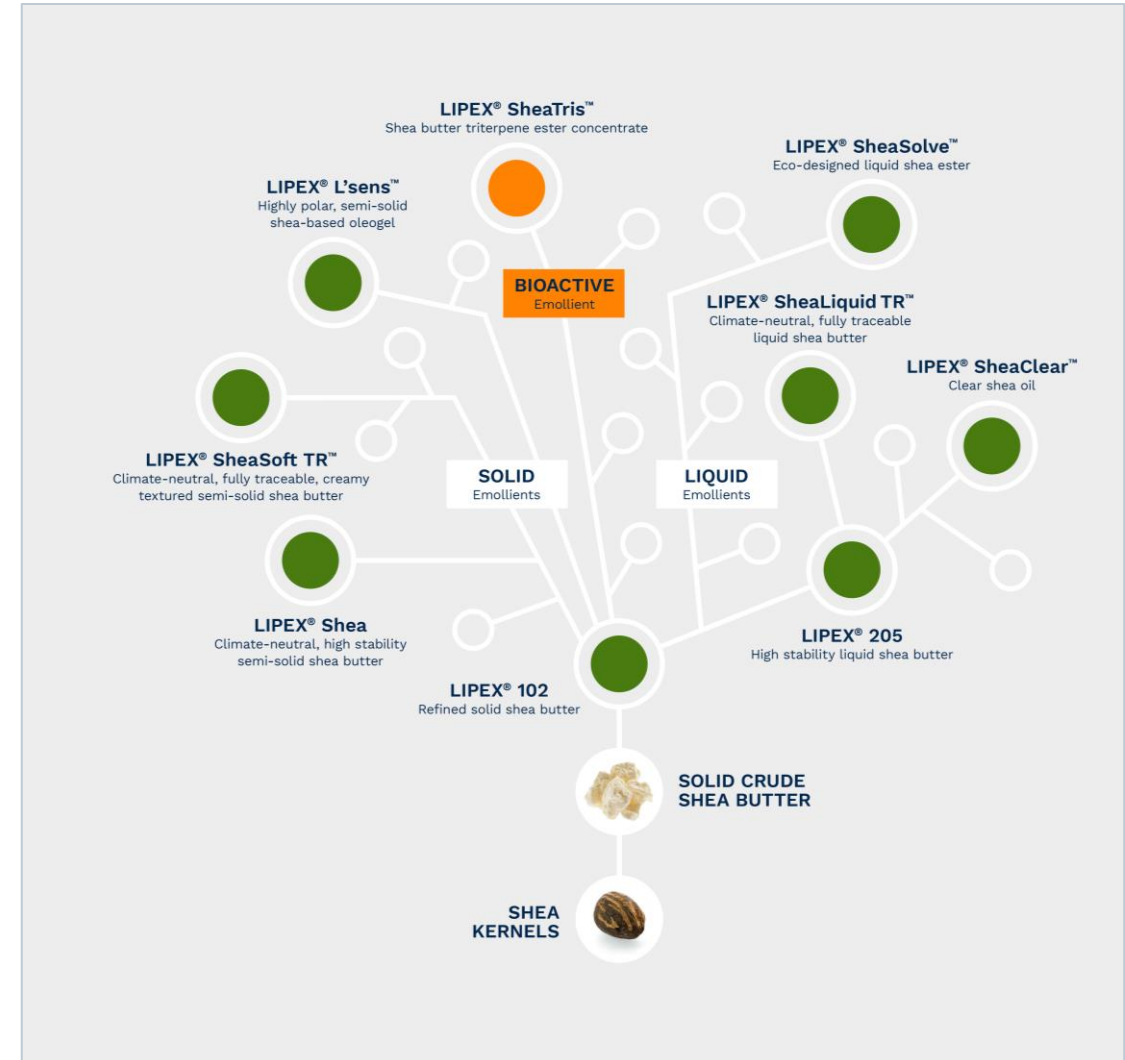 LIPEX® SheaTris™
Shea butter triterpene ester concentrate
LIPEX® SheaSolve™
Eco-designed liquid shea ester
LIPEX® L'sens™
Highly polar, semi-solid
shea-based oleogel
BIOACTIVE
Emollient
LIPEX® SheaLiquid TR™
Climate-neutral, fully traceable
liquid shea butter
LIPEX® SheaClear™
Clear shea oil
LIPEX® SheaSoft TR™
Climate-neutral, fully traceable, creamy
textured semi-solid shea butter
SOLID
Emollients
LIQUID
Emollients
LIPEX® Shea
Climate-neutral, high stability
semi-solid shea butter
LIPEX® 205
High stability liquid shea butter
LIPEX® 102
Refined solid shea butter
SOLID CRUDE
SHEA BUTTER
SHEA
KERNELS